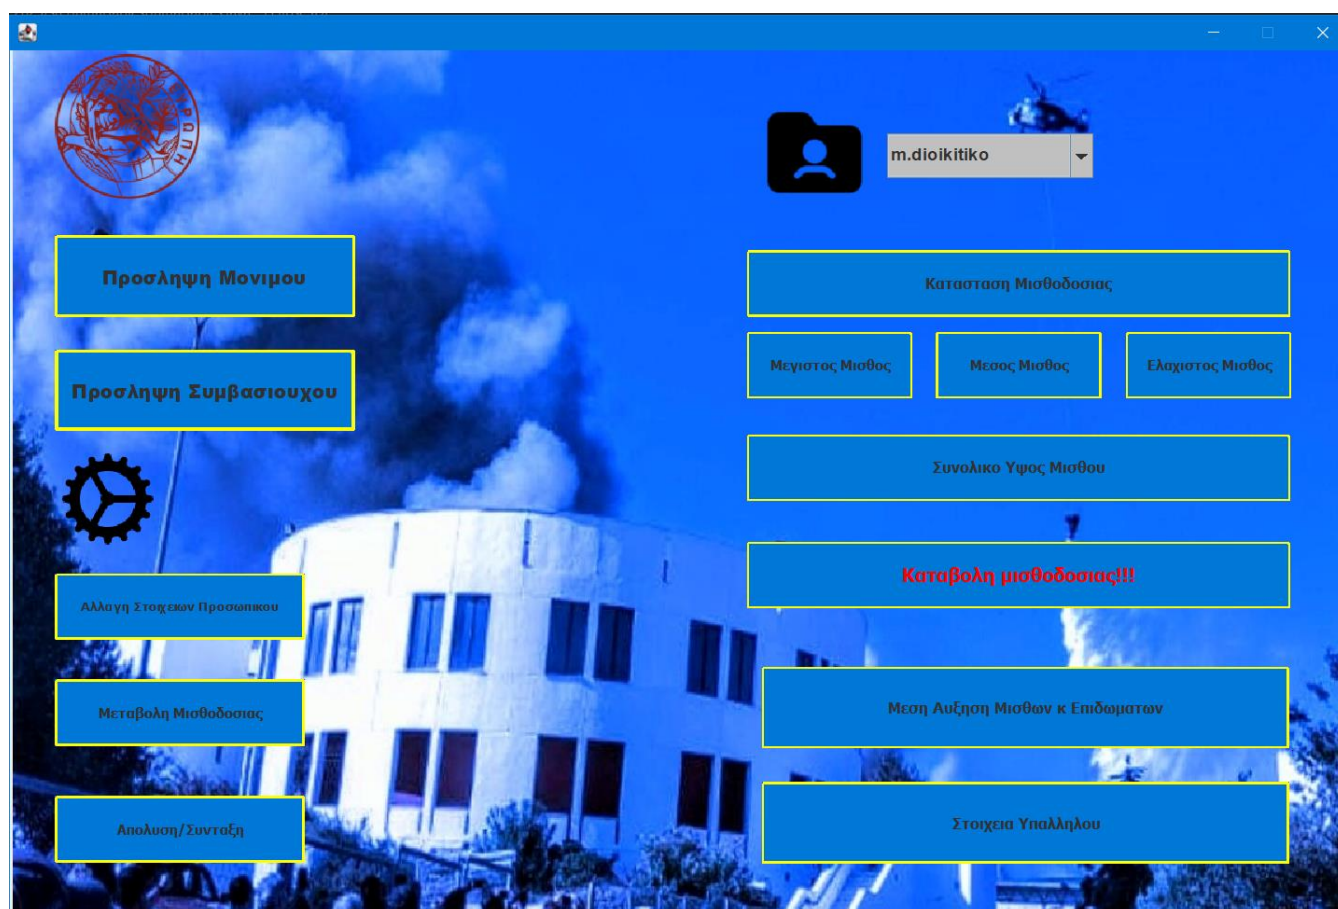 m.dioikitiko
Προσληψη Μονιμου
Προσληψη Συμβασιουχου
Αλλαγη Στοιχειων Προσωπικου
Μεταβολη Μισθοδοσιας
Απολυση/Συνταξη
Κατασταση Μισθοδοσιας
Μεγιστος Μισθος
Μεσος Μισθος
Ελαχιστος Μισθος
Συνολικο Υψος Μισθου
Καταβολη μισθοδοσιας!!!
Μεση Αυξηση Μισθων κ Επιδωματων
Στοιχεια Υπαλληλου